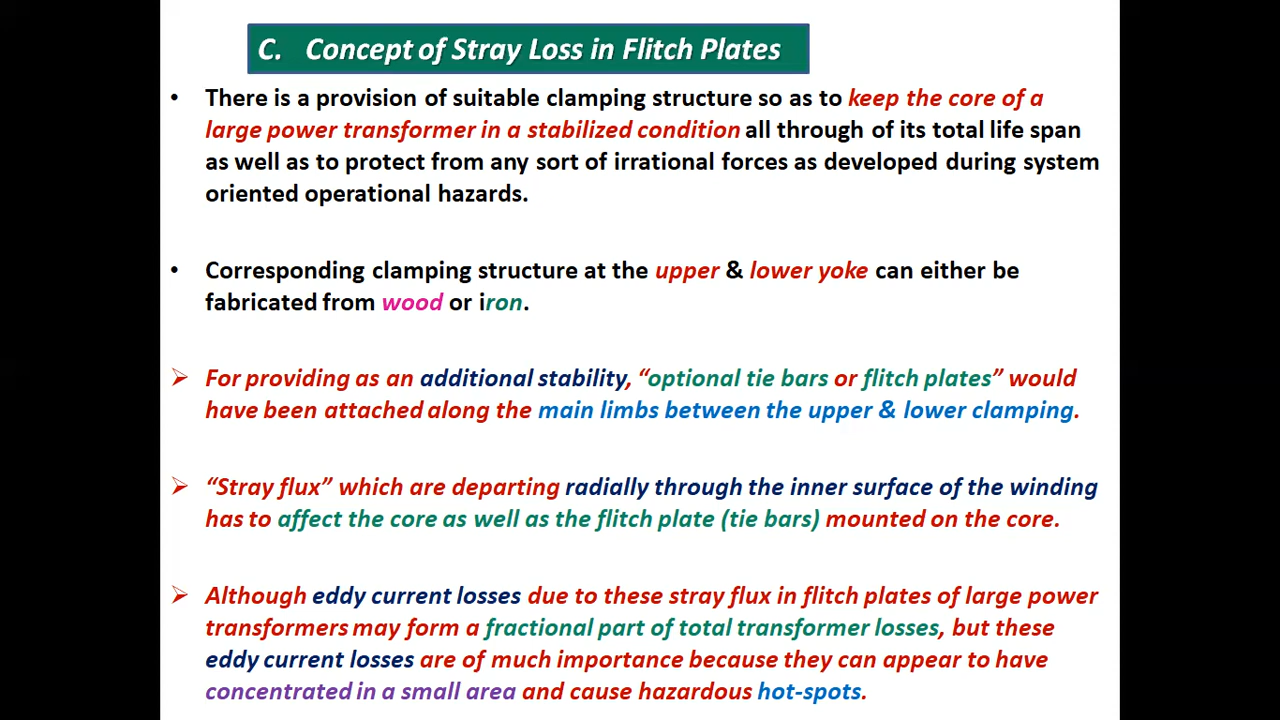 C. Concept of Stray Loss in Flitch Plates
• There is a provision of suitable clamping structure so as to keep the core of a
large power transformer in a stabilized condition all through of its total life span
as well as to protect from any sort of irrational forces as developed during system
oriented operational hazards.
• Corresponding clamping structure at the upper & lower yoke can either be
fabricated from wood or iron.
➢ For providing as an additional stability, “optional tie bars or flitch plates” would
have been attached along the main limbs between the upper & lower clamping.
➢ “Stray flux” which are departing radially through the inner surface of the winding
has to affect the core as well as the flitch plate (tie bars) mounted on the core.
➢ Although eddy current losses due to these stray flux in flitch plates of large power
transformers may form a fractional part of total transformer losses, but these
eddy current losses are of much importance because they can appear to have
concentrated in a small area and cause hazardous hot-spots.